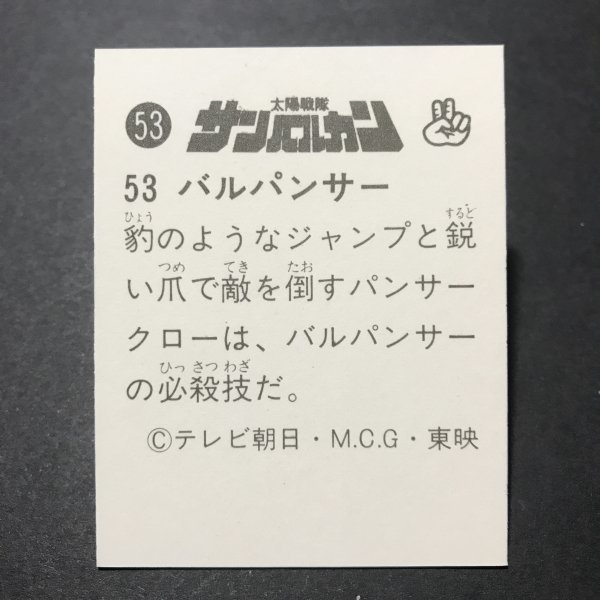 53
太陽戦隊
サンバルカン
53 バルパンサー
ひょう
するど
豹のようなジャンプと鋭
つめ てき たお
い爪で敵を倒すパンサー
クローは、バルパンサー
ひっ さつ わざ
の必殺技だ。
©テレビ朝日・M.C.G・東映